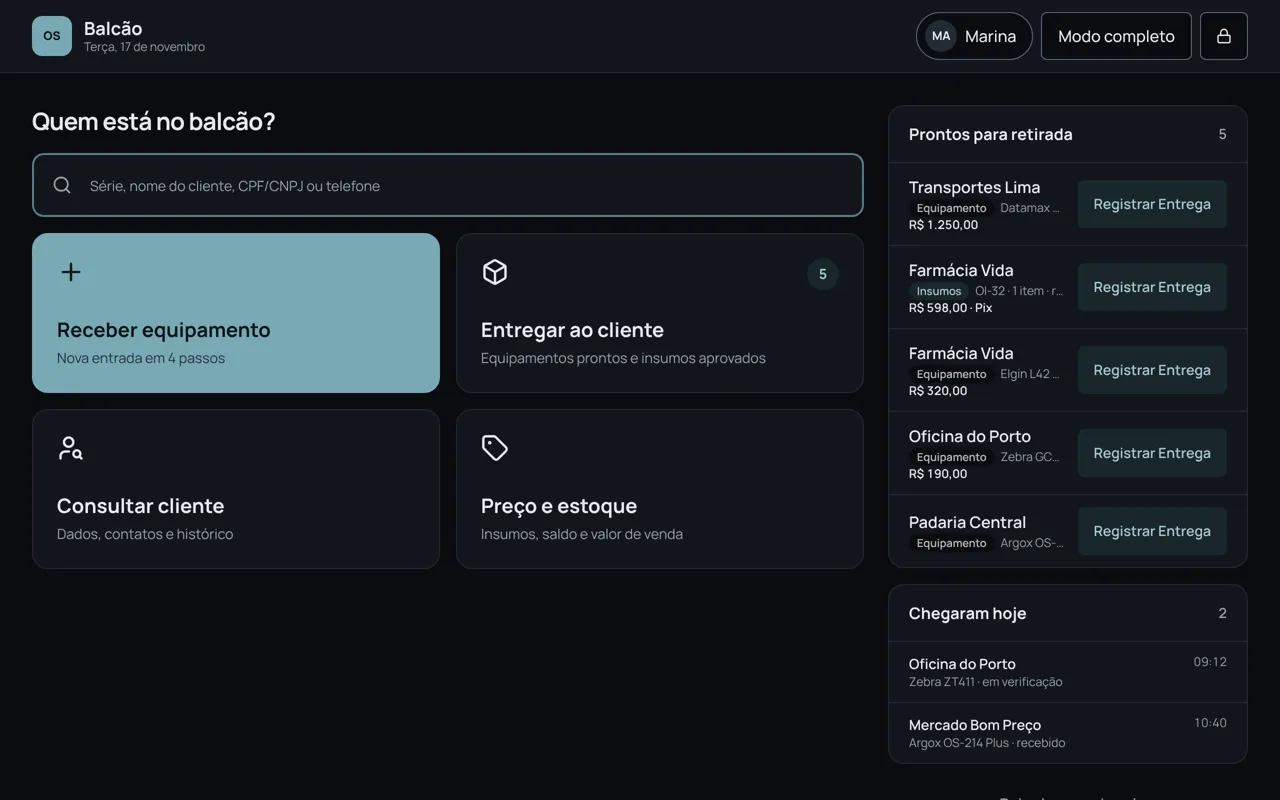 OS
Balcão
Terça, 17 de novembro
MA
Marina
Modo completo
Quem está no balcão?
Série, nome do cliente, CPF/CNPJ ou telefone
Receber equipamento
Nova entrada em 4 passos
5
Entregar ao cliente
Equipamentos prontos e insumos aprovados
Consultar cliente
Dados, contatos e histórico
Preço e estoque
Insumos, saldo e valor de venda
Prontos para retirada
5
Transportes Lima
Equipamento Datamax ...
R$ 1.250,00
Registrar Entrega
Farmácia Vida
Insumos OI-32 · 1 item · r...
R$ 598,00 · Pix
Registrar Entrega
Farmácia Vida
Equipamento Elgin L42 ...
R$ 320,00
Registrar Entrega
Oficina do Porto
Equipamento Zebra GC...
R$ 190,00
Registrar Entrega
Padaria Central
Equipamento Argox OS-...
Registrar Entrega
Chegaram hoje
2
Oficina do Porto
09:12
Zebra ZT411 · em verificação
Mercado Bom Preço
10:40
Argox OS-214 Plus · recebido